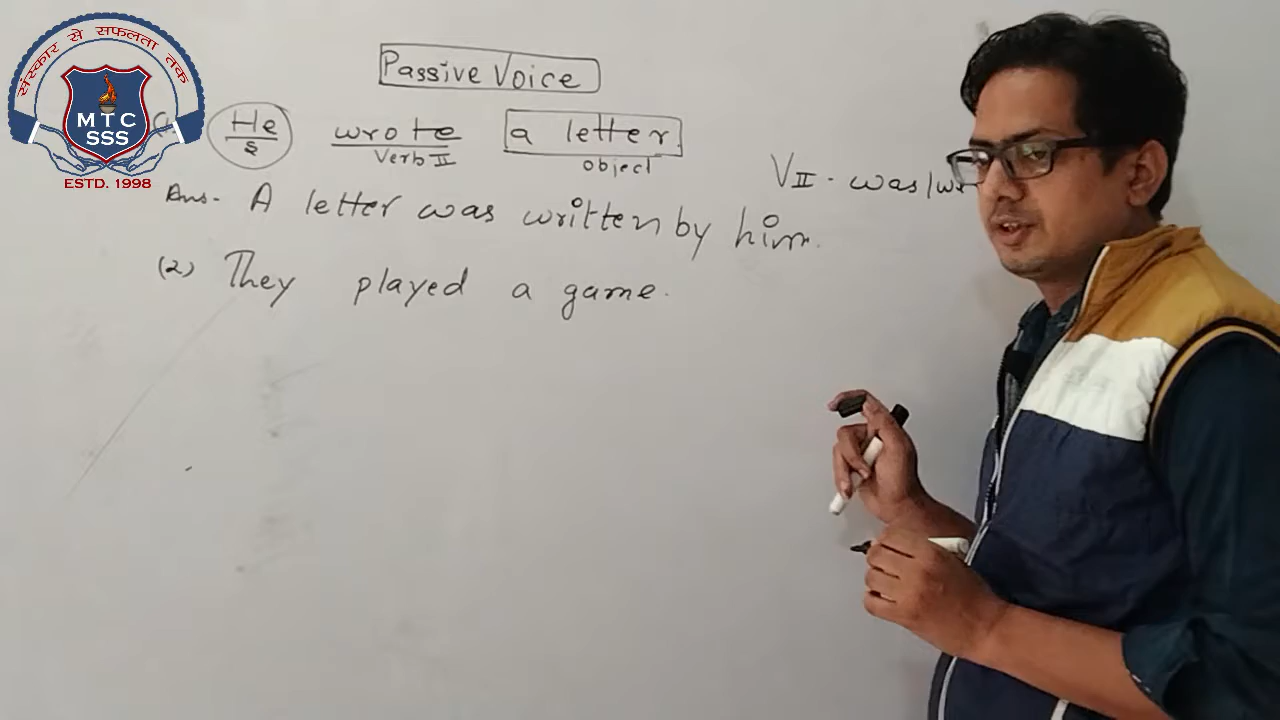 संस्कार से सफलता तक
MTC
SSS
ESTD. 1998
Passive Voice
He wrote a letter.
S Verb II object
VII - was/we
Ans- A letter was written by him.
(2) They played a game.